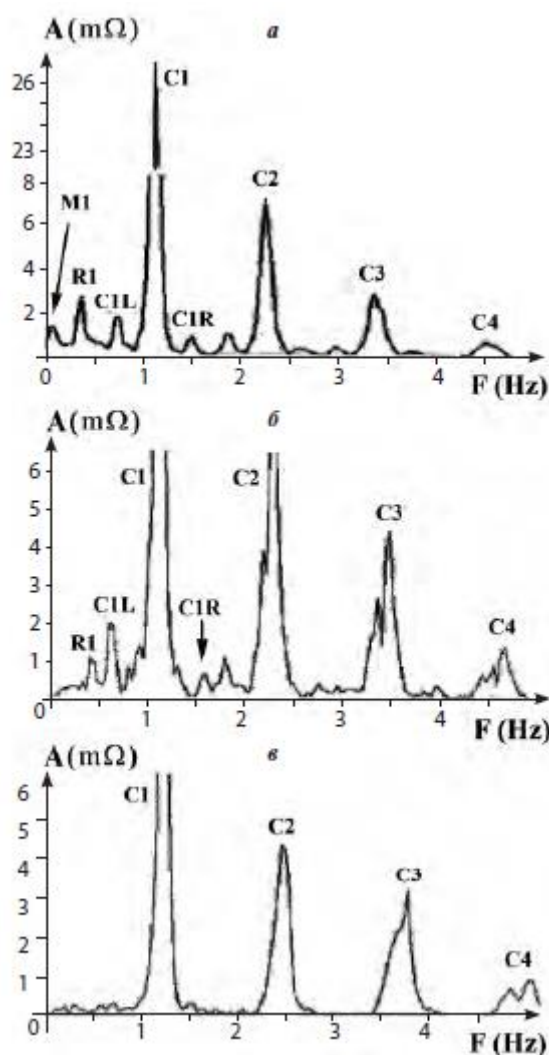 A (mΩ) а
26
23
8
6
4
2
C1
M1
R1
C1L
C1R
C2
C3
C4
0 1 2 3 4
F (Hz)
A (mΩ) б
6
5
4
3
2
1
C1
C2
C3
C1L
C1R
R1
C4
0 1 2 3 4
F (Hz)
A (mΩ) в
6
5
4
3
2
1
C1
C2
C3
C4
0 1 2 3 4
F (Hz)